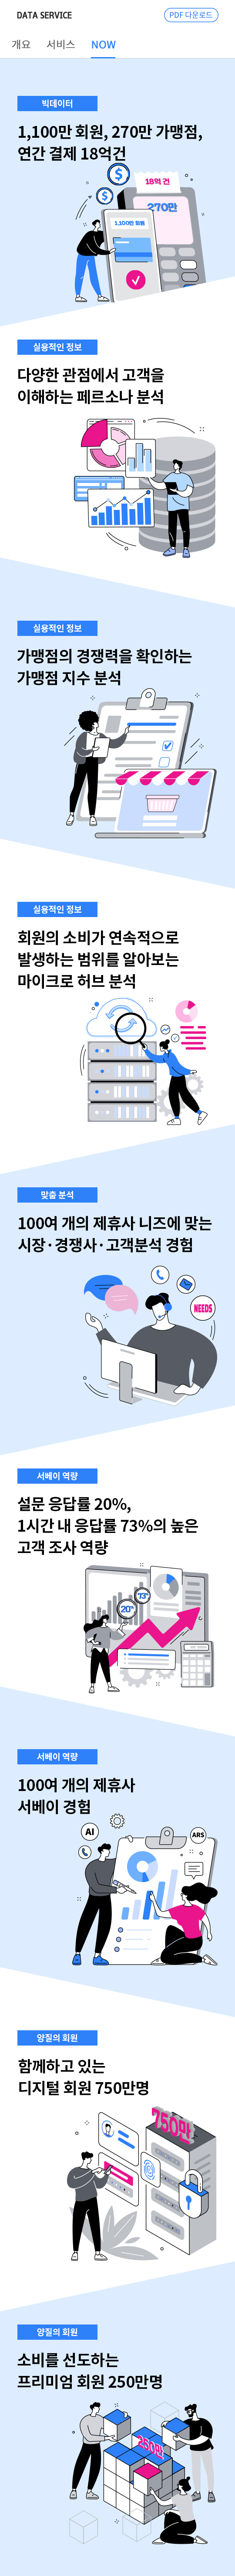 DATA SERVICE
PDF 다운로드
개요 서비스 NOW
빅데이터
1,100만 회원, 270만 가맹점,
연간 결제 18억건
18억 건
270만
1,100만 회원
실용적인 정보
다양한 관점에서 고객을
이해하는 페르소나 분석
실용적인 정보
가맹점의 경쟁력을 확인하는
가맹점 지수 분석
실용적인 정보
회원의 소비가 연속적으로
발생하는 범위를 알아보는
마이크로 허브 분석
맞춤 분석
100여 개의 제휴사 니즈에 맞는
시장·경쟁사·고객분석 경험
NEEDS
서베이 역량
설문 응답률 20%,
1시간 내 응답률 73%의 높은
고객 조사 역량
73%
20%
서베이 역량
100여 개의 제휴사
서베이 경험
AI
ARS
양질의 회원
함께하고 있는
디지털 회원 750만명
750만
양질의 회원
소비를 선도하는
프리미엄 회원 250만명
250만